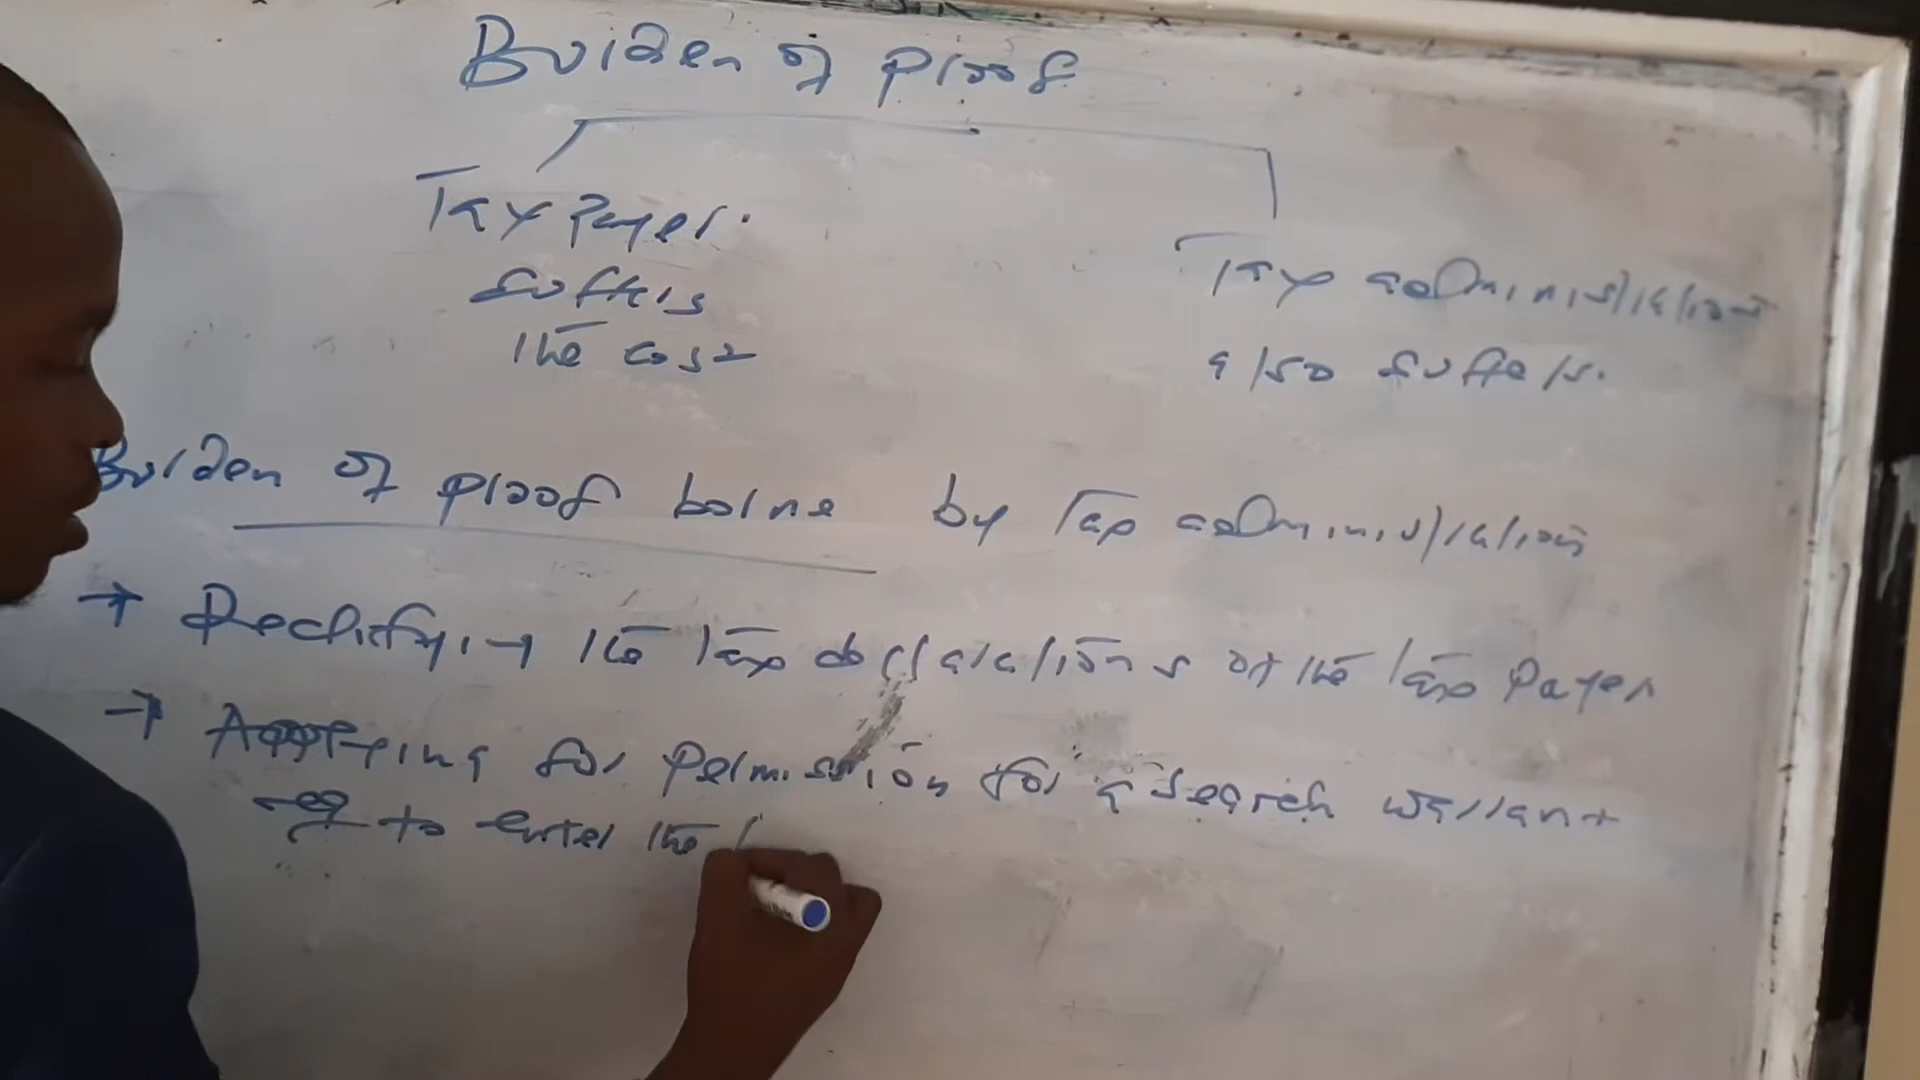 Burden of proof
Tax Payer.
suffers
the cost
Tax administration
also suffers.
Burden of proof borne by Tax administration
→ Rectifying the tax declarations of the tax Payer
→ Applying for permission for a search warrant
to enter the